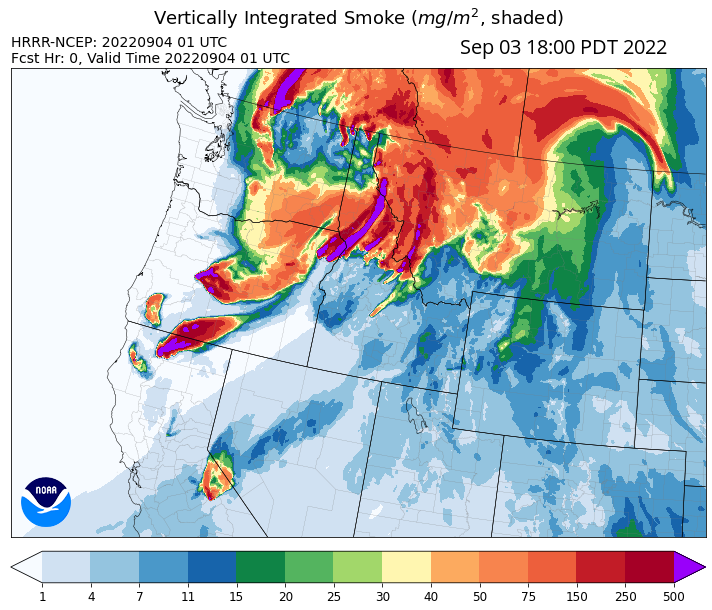 Vertically Integrated Smoke (mg/m², shaded)
HRRR-NCEP: 20220904 01 UTC
Fcst Hr: 0, Valid Time 20220904 01 UTC
Sep 03 18:00 PDT 2022
NOAA
1 4 7 11 15 20 25 30 40 50 75 150 250 500